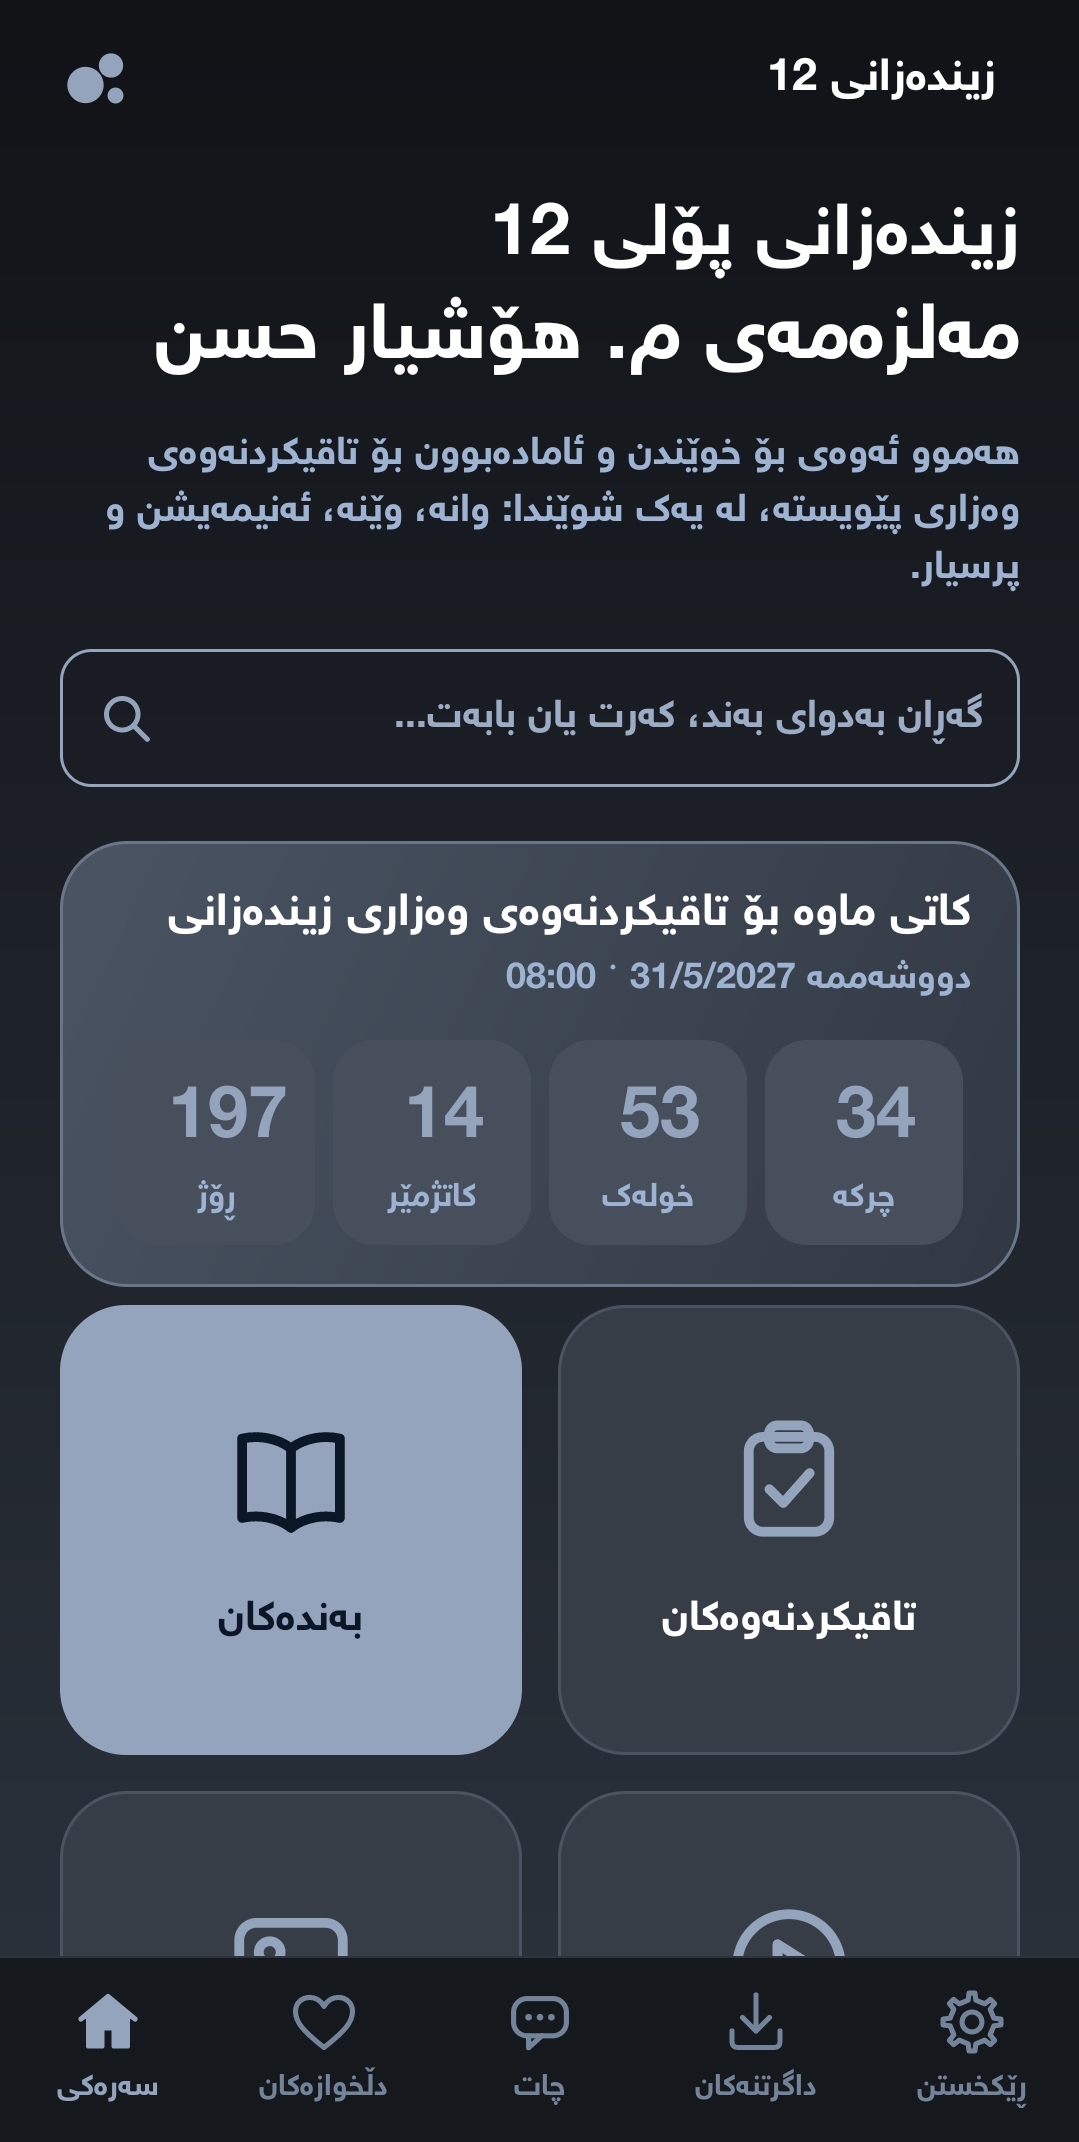 زیندەزانی 12
زیندەزانی پۆلی 12
مەلزەمەی م. هۆشیار حسن
هەموو ئەوەی بۆ خوێندن و ئامادەبوون بۆ تاقیکردنەوەی
وەزاری پێویستە، لە یەک شوێندا: وانە، وێنە، ئەنیمەیشن و
پرسیار.
گەڕان بەدوای بەند، کەرت یان بابەت...
کاتی ماوە بۆ تاقیکردنەوەی وەزاری زیندەزانی
دووشەممە 31/5/2027 · 08:00
34 53 14 197
چرکە خولەک کاتژمێر ڕۆژ
تاقیکردنەوەکان بەندەکان
ڕێکخستن داگرتنەکان چات دڵخوازەکان سەرەکی